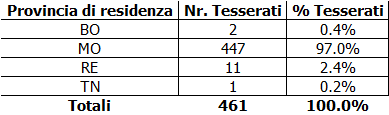 Provincia di residenza Nr. Tesserati % Tesserati
BO 2 0.4%
MO 447 97.0%
RE 11 2.4%
TN 1 0.2%
Totali 461 100.0%